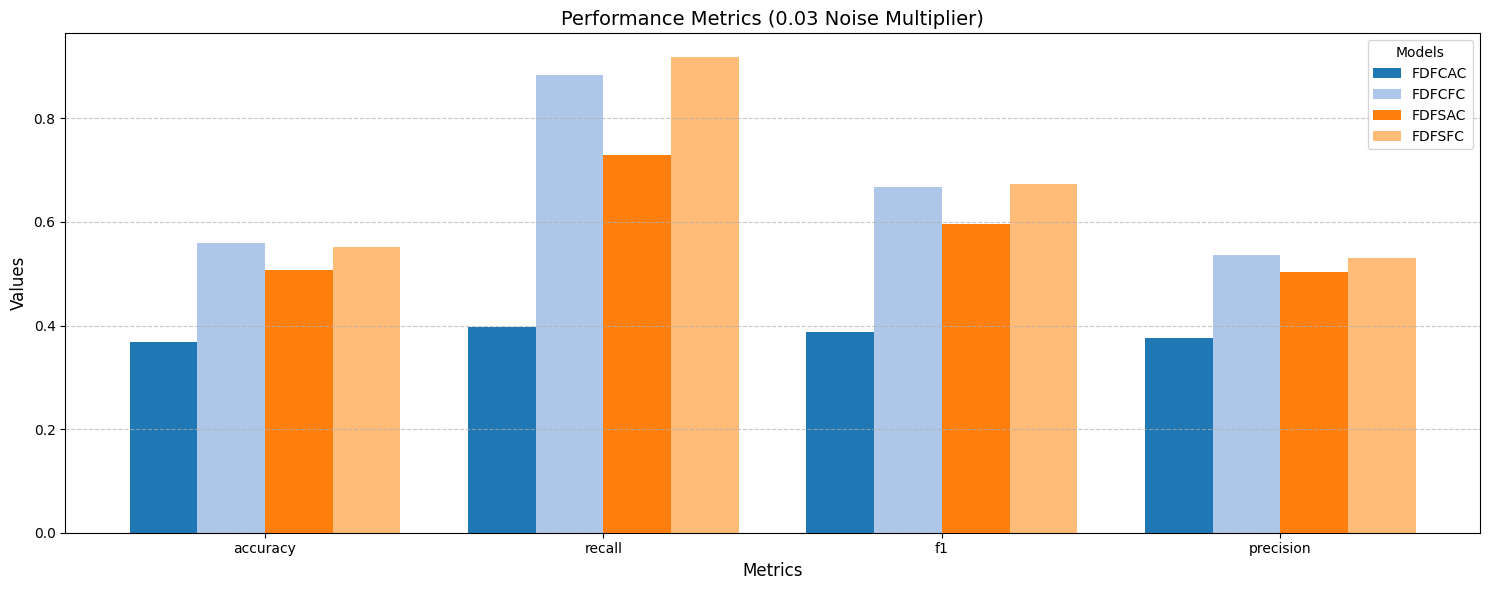 Performance Metrics (0.03 Noise Multiplier)
Models
FDFCAC
FDFCFC
FDFSAC
FDFSFC
Values
0.8
0.6
0.4
0.2
0.0
accuracy
recall
f1
precision
Metrics